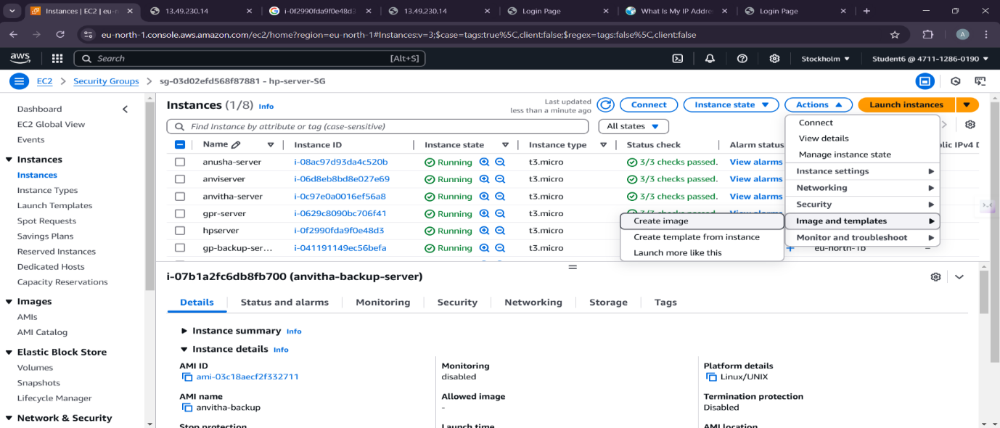 Instances | EC2 | eu-n
13.49.230.14
i-0f2990fda9f0e48d3
13.49.230.14
Login Page
What Is My IP Addre
Login Page
eu-north-1.console.aws.amazon.com/ec2/home?region=eu-north-1#Instances:v=3;$case=tags:true%5C,client:false;$regex=tags:false%5C,client:false
A
aws
Search
[Alt+S]
Stockholm
Student6 @ 4711-1286-0190
EC2 > Security Groups > sg-03d02efd568f87881 - hp-server-SG
Dashboard
EC2 Global View
Events
Instances
Instances
Instance Types
Launch Templates
Spot Requests
Savings Plans
Reserved Instances
Dedicated Hosts
Capacity Reservations
Images
AMIs
AMI Catalog
Elastic Block Store
Volumes
Snapshots
Lifecycle Manager
Network & Security
Instances (1/8) Info
Last updated
less than a minute ago
Connect
Instance state
Actions
Launch instances
Find Instance by attribute or tag (case-sensitive)
All states
Name Instance ID Instance state Instance type Status check Alarm status
anusha-server i-08ac97d93da4c520b Running t3.micro 3/3 checks passed. View alarms
anviserver i-06d8eb8bd8e027e69 Running t3.micro 3/3 checks passed. View alarms
anvitha-server i-0c97e0a0016ef56a8 Running t3.micro 3/3 checks passed. View alarms
gpr-server i-0629c8090bc706f41 Running t3.micro
hpserver i-0f2990fda9f0e48d3 Running t3.micro
gp-backup-ser... i-041191149ec56befa Running t3.micro eu-north-1b –
Connect
View details
Manage instance state
Instance settings
Networking
Security
Image and templates
Monitor and troubleshoot
Create image
Create template from instance
Launch more like this
i-07b1a2fc6db8fb700 (anvitha-backup-server)
Details
Status and alarms
Monitoring
Security
Networking
Storage
Tags
Instance summary Info
Instance details Info
AMI ID
ami-03c18aecf2f332711
Monitoring
disabled
Platform details
Linux/UNIX
AMI name
anvitha-backup
Allowed image
-
Termination protection
Disabled
Stop protection
Launch time
AMI location